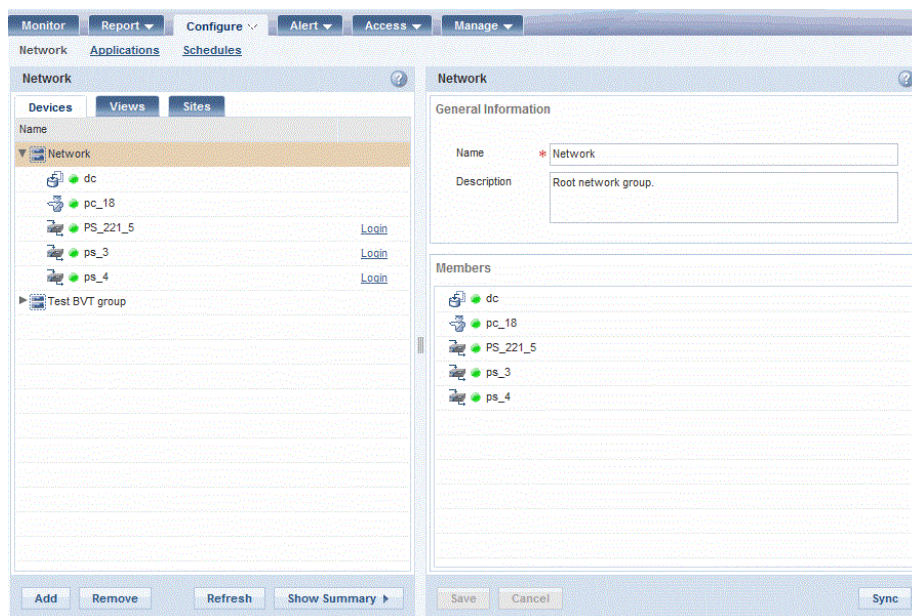 Monitor Report Configure Alert Access Manage
Network Applications Schedules
Network
Devices Views Sites
Name
Network
dc
pc_18
PS_221_5 Login
ps_3 Login
ps_4 Login
Test BVT group
Add Remove Refresh Show Summary
Network
General Information
Name * Network
Description Root network group.
Members
dc
pc_18
PS_221_5
ps_3
ps_4
Save Cancel Sync